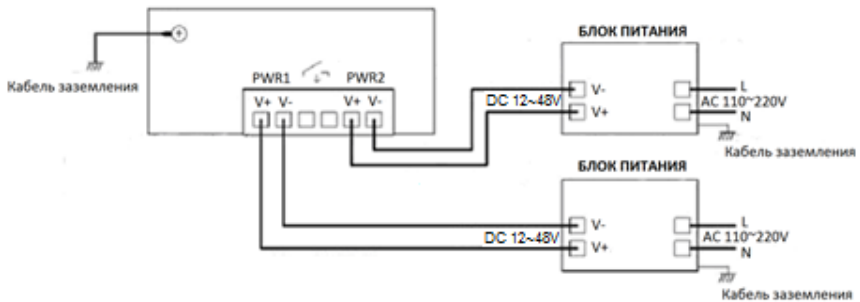 БЛОК ПИТАНИЯ
Кабель заземления
PWR1 PWR2
V+ V- V+ V-
V-
V+
DC 12~48V
L
AC 110~220V
N
Кабель заземления
БЛОК ПИТАНИЯ
V-
V+
DC 12~48V
L
AC 110~220V
N
Кабель заземления